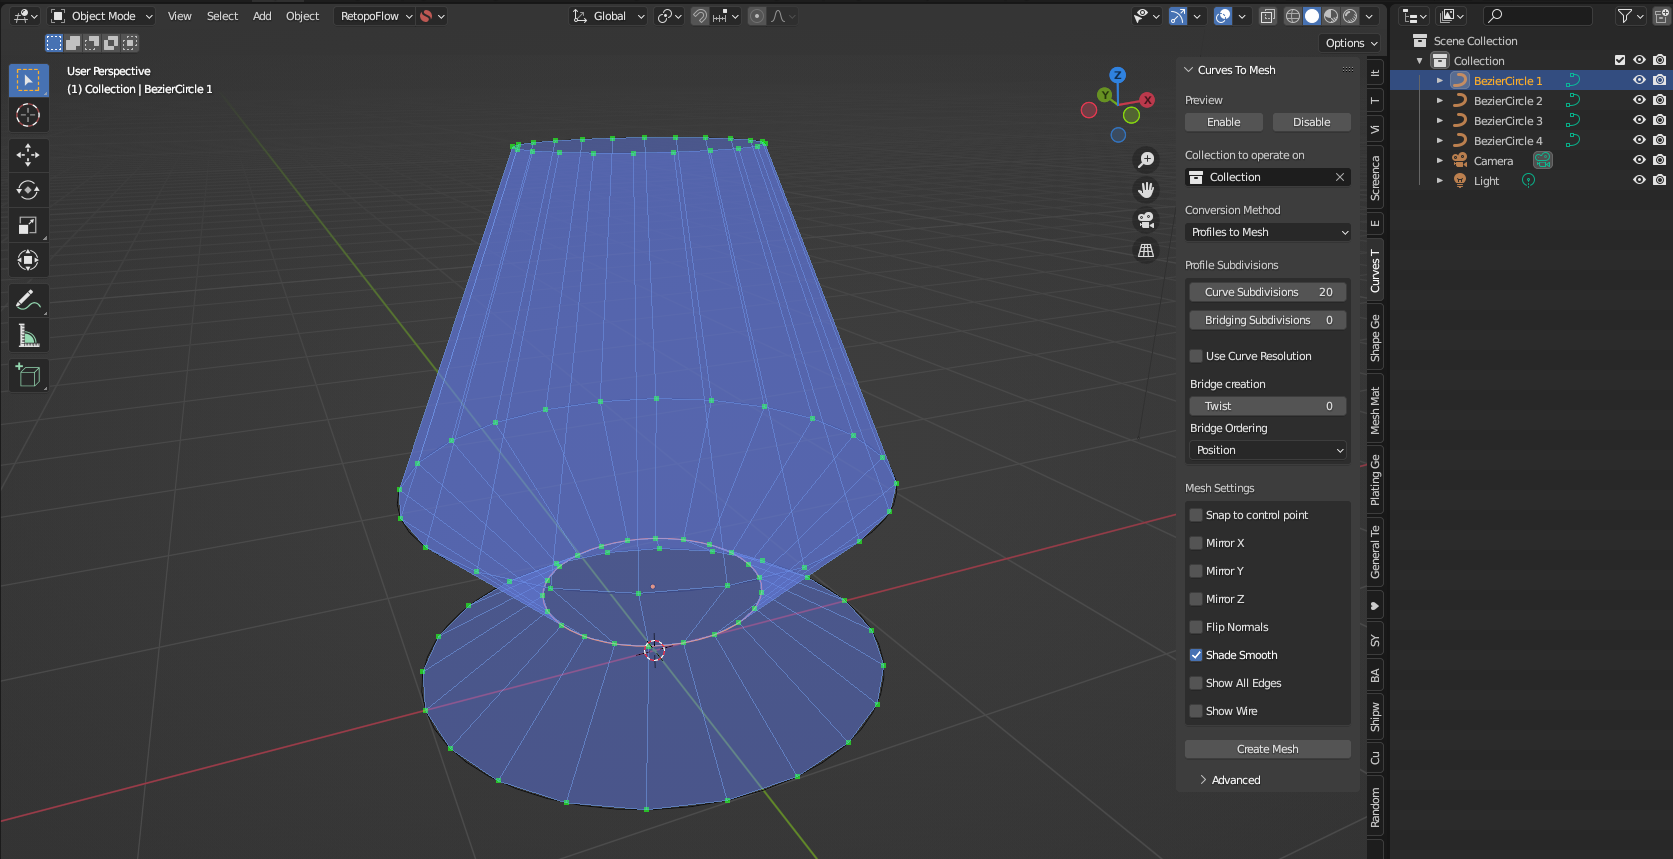 Object Mode View Select Add Object RetopoFlow Global
Options
User Perspective
(1) Collection | BezierCircle 1
Z
Y
X
Curves To Mesh
Preview
Enable Disable
Collection to operate on
Collection
Conversion Method
Profiles to Mesh
Profile Subdivisions
Curve Subdivisions 20
Bridging Subdivisions 0
Use Curve Resolution
Bridge creation
Twist 0
Bridge Ordering
Position
Mesh Settings
Snap to control point
Mirror X
Mirror Y
Mirror Z
Flip Normals
Shade Smooth
Show All Edges
Show Wire
Create Mesh
Advanced
It
T
Vi
Screenca
E
Curves T
Shape Ge
Mesh Mat
Plating Ge
General Te
SY
BA
Shipw
Cu
Random
Scene Collection
Collection
BezierCircle 1
BezierCircle 2
BezierCircle 3
BezierCircle 4
Camera
Light